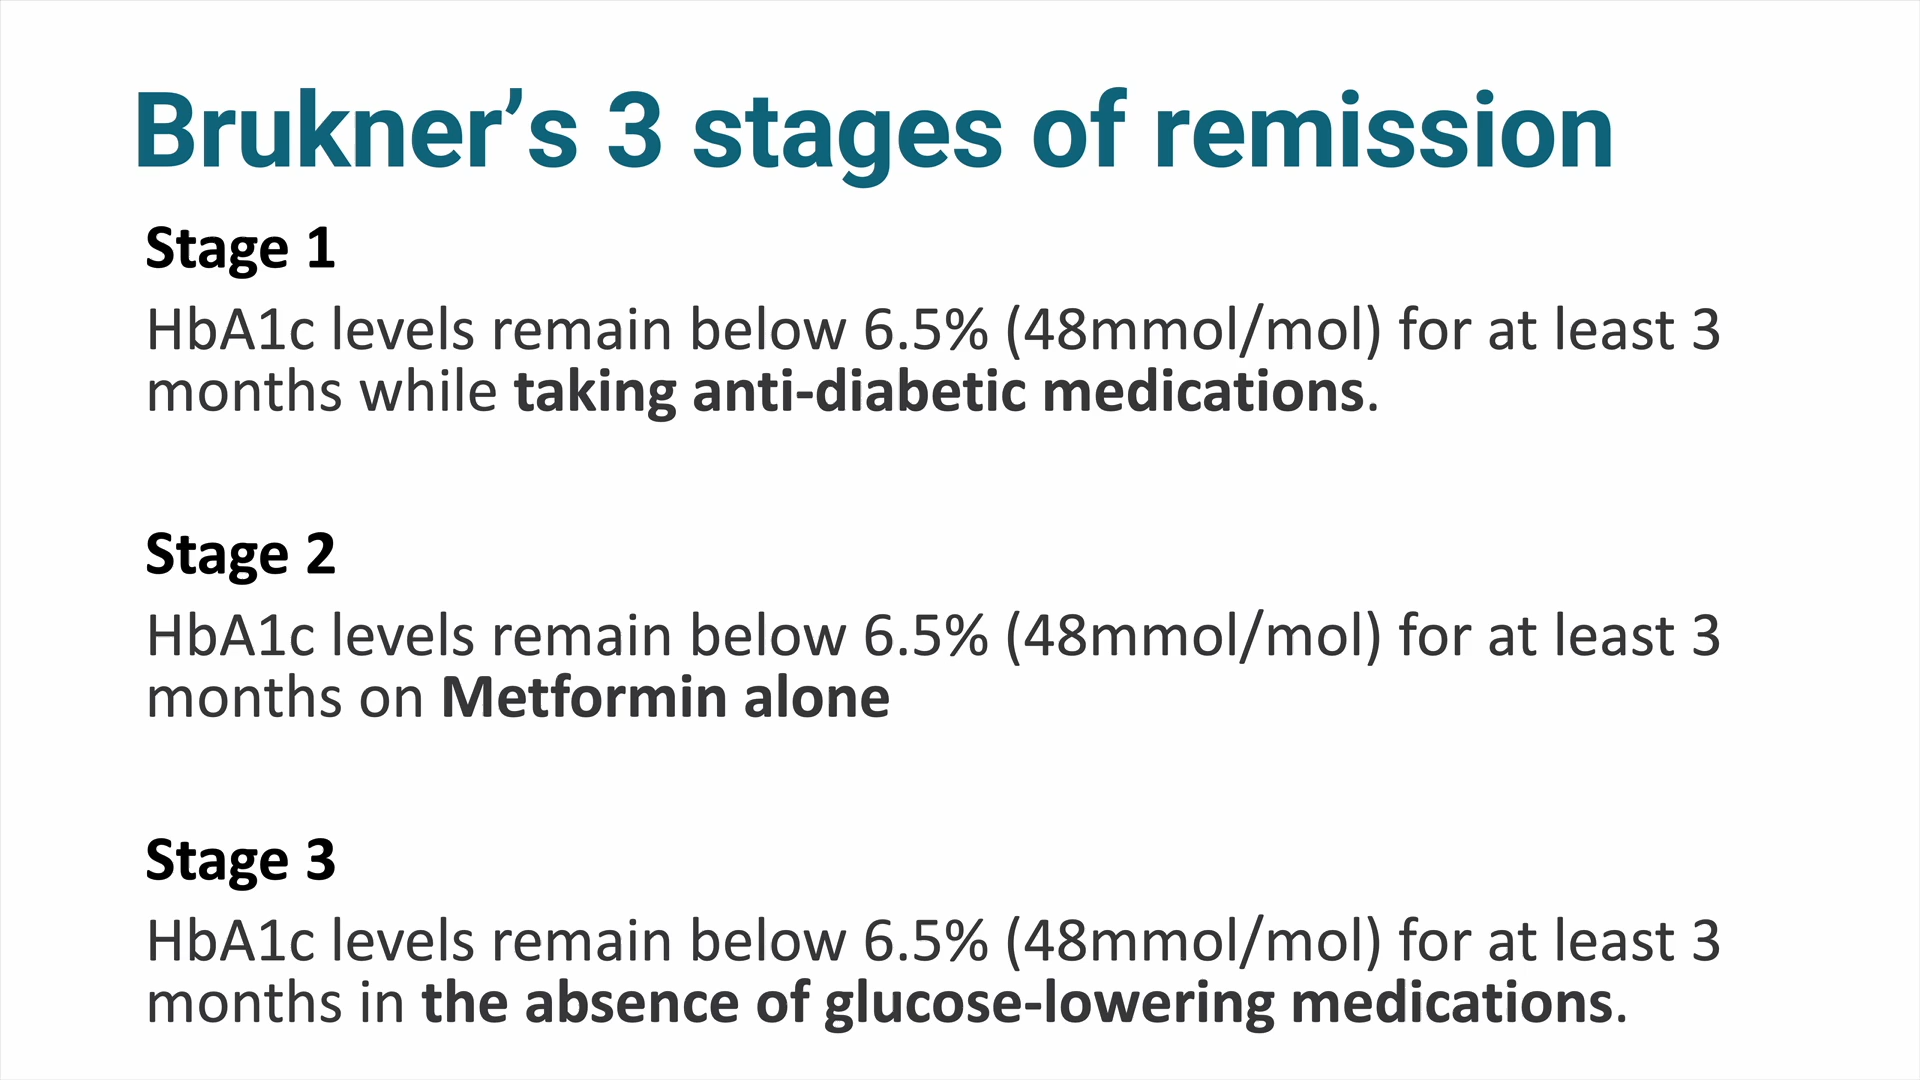 Brukner’s 3 stages of remission
Stage 1
HbA1c levels remain below 6.5% (48mmol/mol) for at least 3
months while taking anti-diabetic medications.
Stage 2
HbA1c levels remain below 6.5% (48mmol/mol) for at least 3
months on Metformin alone
Stage 3
HbA1c levels remain below 6.5% (48mmol/mol) for at least 3
months in the absence of glucose-lowering medications.